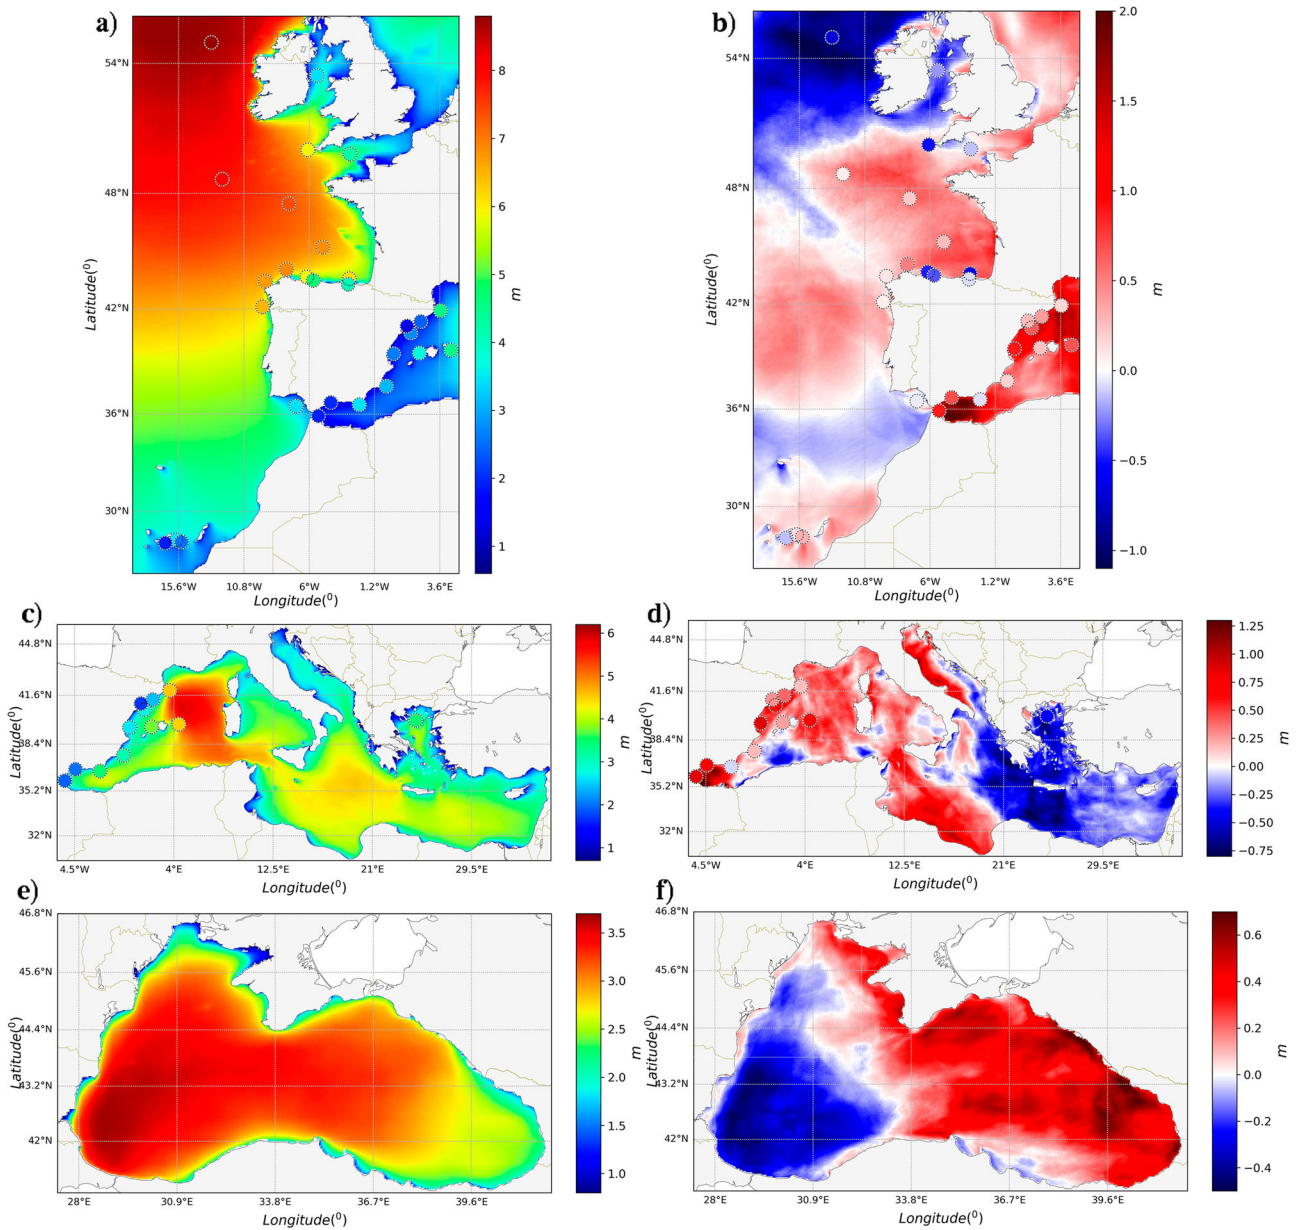 a)
54°N
48°N
42°N
36°N
30°N
Latitude(⁰)
15.6°W 10.8°W 6°W 1.2°W 3.6°E
Longitude(⁰)
8
7
6
5
4
3
2
1
m
b)
54°N
48°N
42°N
36°N
30°N
Latitude(⁰)
15.6°W 10.8°W 6°W 1.2°W 3.6°E
Longitude(⁰)
2.0
1.5
1.0
0.5
0.0
−0.5
−1.0
m
c)
44.8°N
41.6°N
38.4°N
35.2°N
32°N
Latitude(⁰)
4.5°W 4°E 12.5°E 21°E 29.5°E
Longitude(⁰)
6
5
4
3
2
1
m
d)
44.8°N
41.6°N
38.4°N
35.2°N
32°N
Latitude(⁰)
4.5°W 4°E 12.5°E 21°E 29.5°E
Longitude(⁰)
1.25
1.00
0.75
0.50
0.25
0.00
−0.25
−0.50
−0.75
m
e)
46.8°N
45.6°N
44.4°N
43.2°N
42°N
Latitude(⁰)
28°E 30.9°E 33.8°E 36.7°E 39.6°E
Longitude(⁰)
3.5
3.0
2.5
2.0
1.5
1.0
m
f)
46.8°N
45.6°N
44.4°N
43.2°N
42°N
Latitude(⁰)
28°E 30.9°E 33.8°E 36.7°E 39.6°E
Longitude(⁰)
0.6
0.4
0.2
0.0
−0.2
−0.4
m